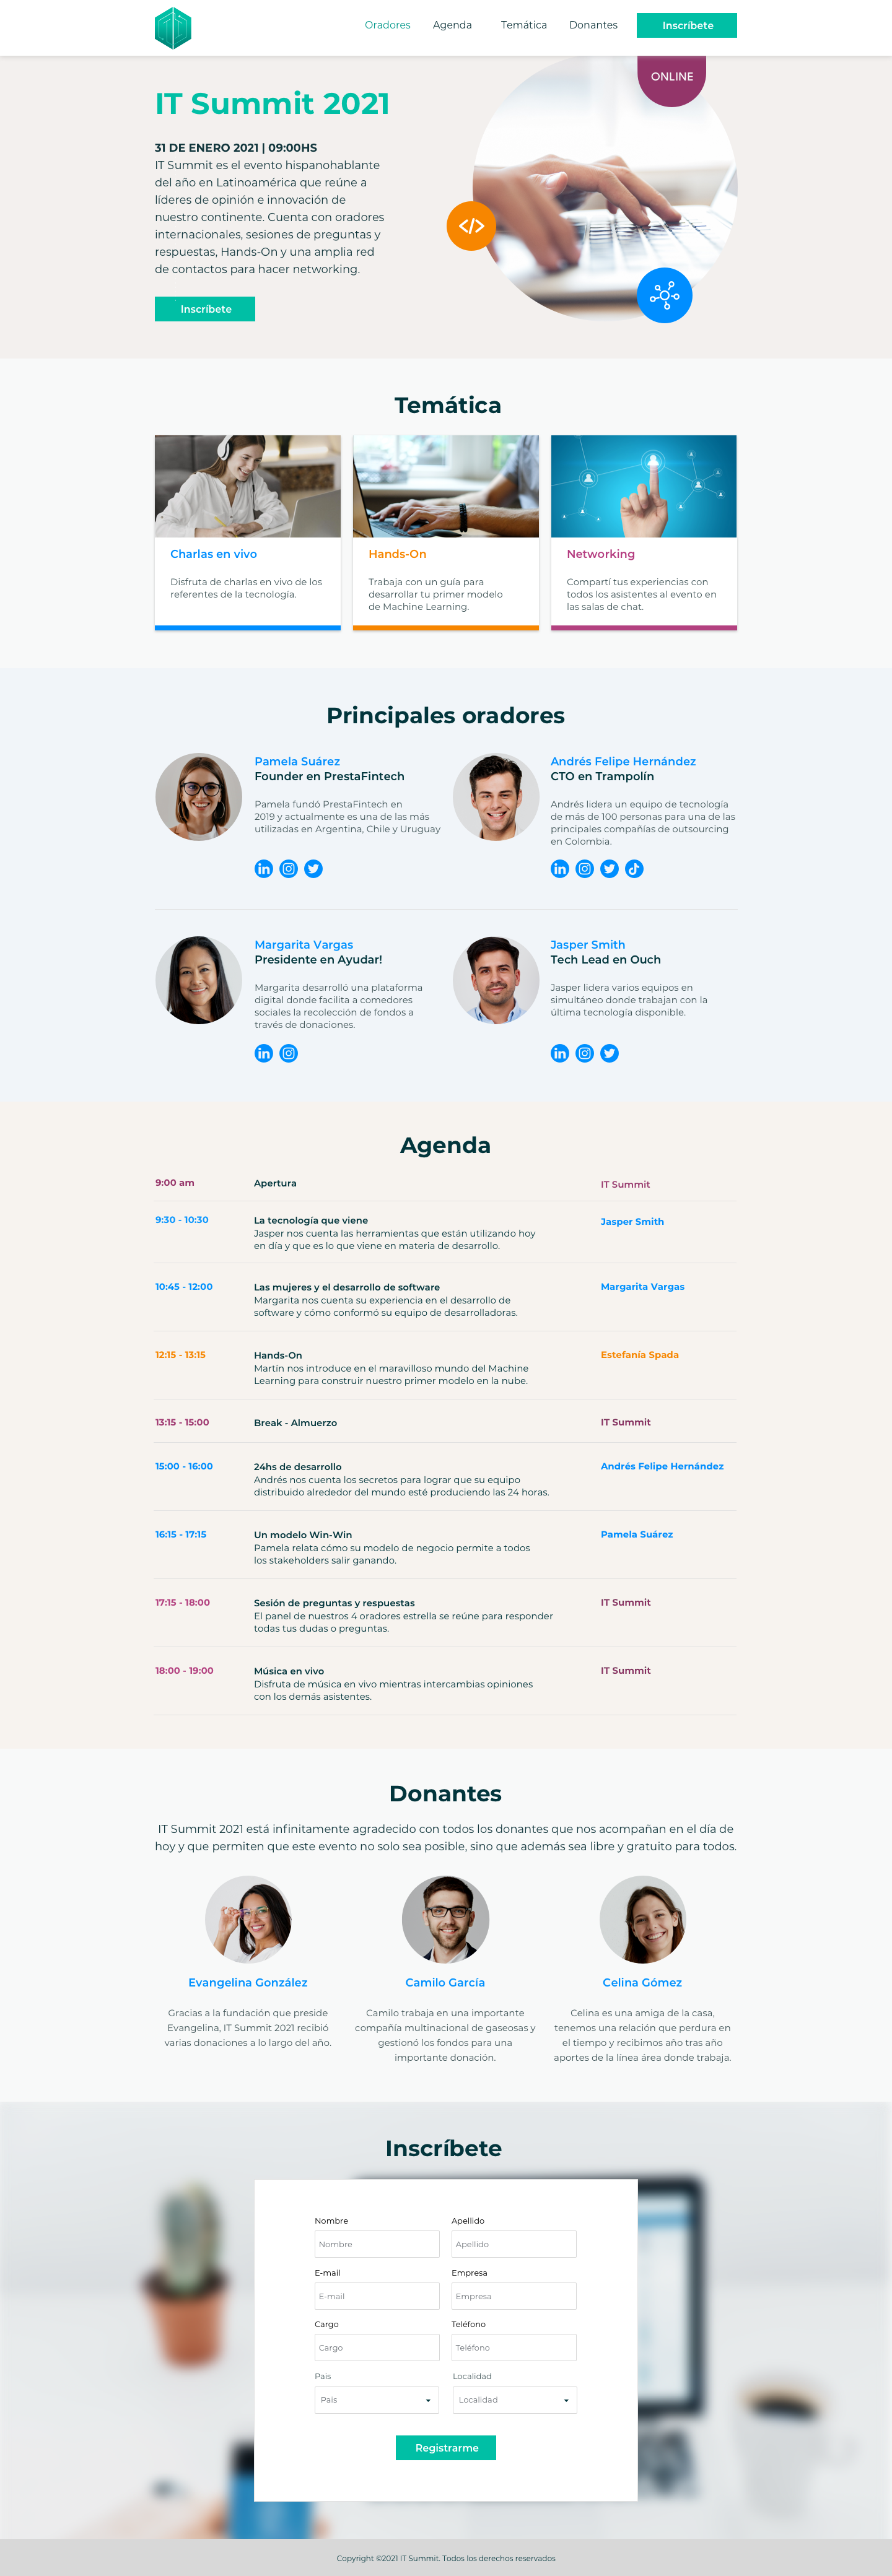 IT
Oradores Agenda Temática Donantes Inscríbete
ONLINE
IT Summit 2021
31 DE ENERO 2021 | 09:00HS
IT Summit es el evento hispanohablante
del año en Latinoamérica que reúne a
líderes de opinión e innovación de
nuestro continente. Cuenta con oradores
internacionales, sesiones de preguntas y
respuestas, Hands-On y una amplia red
de contactos para hacer networking.
</>
Inscríbete
Temática
Charlas en vivo
Disfruta de charlas en vivo de los
referentes de la tecnología.
Hands-On
Trabaja con un guía para
desarrollar tu primer modelo
de Machine Learning.
Networking
Compartí tus experiencias con
todos los asistentes al evento en
las salas de chat.
Principales oradores
Pamela Suárez
Founder en PrestaFintech
Pamela fundó PrestaFintech en
2019 y actualmente es una de las más
utilizadas en Argentina, Chile y Uruguay
in
Andrés Felipe Hernández
CTO en Trampolín
Andrés lidera un equipo de tecnología
de más de 100 personas para una de las
principales compañías de outsourcing
en Colombia.
in
Margarita Vargas
Presidente en Ayudar!
Margarita desarrolló una plataforma
digital donde facilita a comedores
sociales la recolección de fondos a
través de donaciones.
in
Jasper Smith
Tech Lead en Ouch
Jasper lidera varios equipos en
simultáneo donde trabajan con la
última tecnología disponible.
in
Agenda
9:00 am Apertura IT Summit
9:30 - 10:30 La tecnología que viene Jasper Smith
Jasper nos cuenta las herramientas que están utilizando hoy
en día y que es lo que viene en materia de desarrollo.
10:45 - 12:00 Las mujeres y el desarrollo de software Margarita Vargas
Margarita nos cuenta su experiencia en el desarrollo de
software y cómo conformó su equipo de desarrolladoras.
12:15 - 13:15 Hands-On Estefanía Spada
Martín nos introduce en el maravilloso mundo del Machine
Learning para construir nuestro primer modelo en la nube.
13:15 - 15:00 Break - Almuerzo IT Summit
15:00 - 16:00 24hs de desarrollo Andrés Felipe Hernández
Andrés nos cuenta los secretos para lograr que su equipo
distribuido alrededor del mundo esté produciendo las 24 horas.
16:15 - 17:15 Un modelo Win-Win Pamela Suárez
Pamela relata cómo su modelo de negocio permite a todos
los stakeholders salir ganando.
17:15 - 18:00 Sesión de preguntas y respuestas IT Summit
El panel de nuestros 4 oradores estrella se reúne para responder
todas tus dudas o preguntas.
18:00 - 19:00 Música en vivo IT Summit
Disfruta de música en vivo mientras intercambias opiniones
con los demás asistentes.
Donantes
IT Summit 2021 está infinitamente agradecido con todos los donantes que nos acompañan en el día de
hoy y que permiten que este evento no solo sea posible, sino que además sea libre y gratuito para todos.
Evangelina González
Gracias a la fundación que preside
Evangelina, IT Summit 2021 recibió
varias donaciones a lo largo del año.
Camilo García
Camilo trabaja en una importante
compañía multinacional de gaseosas y
gestionó los fondos para una
importante donación.
Celina Gómez
Celina es una amiga de la casa,
tenemos una relación que perdura en
el tiempo y recibimos año tras año
aportes de la línea área donde trabaja.
Inscríbete
Nombre Apellido
Nombre Apellido
E-mail Empresa
E-mail Empresa
Cargo Teléfono
Cargo Teléfono
Pais Localidad
Pais Localidad
Registrarme
Copyright ©2021 IT Summit. Todos los derechos reservados